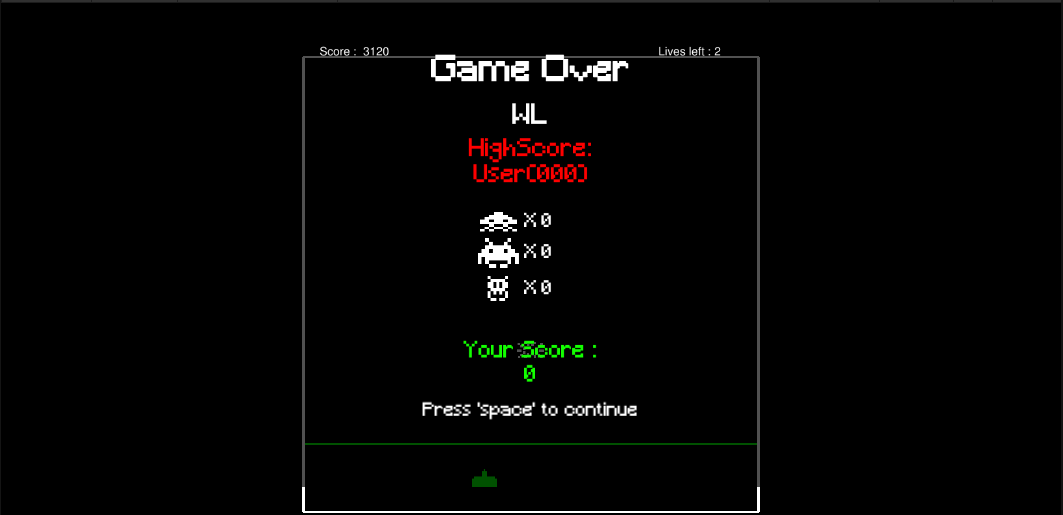 Score : 3120
Lives left : 2
Game Over
WL
HighScore:
User(000)
X 0
X 0
X 0
Your Score :
0
Press 'space' to continue